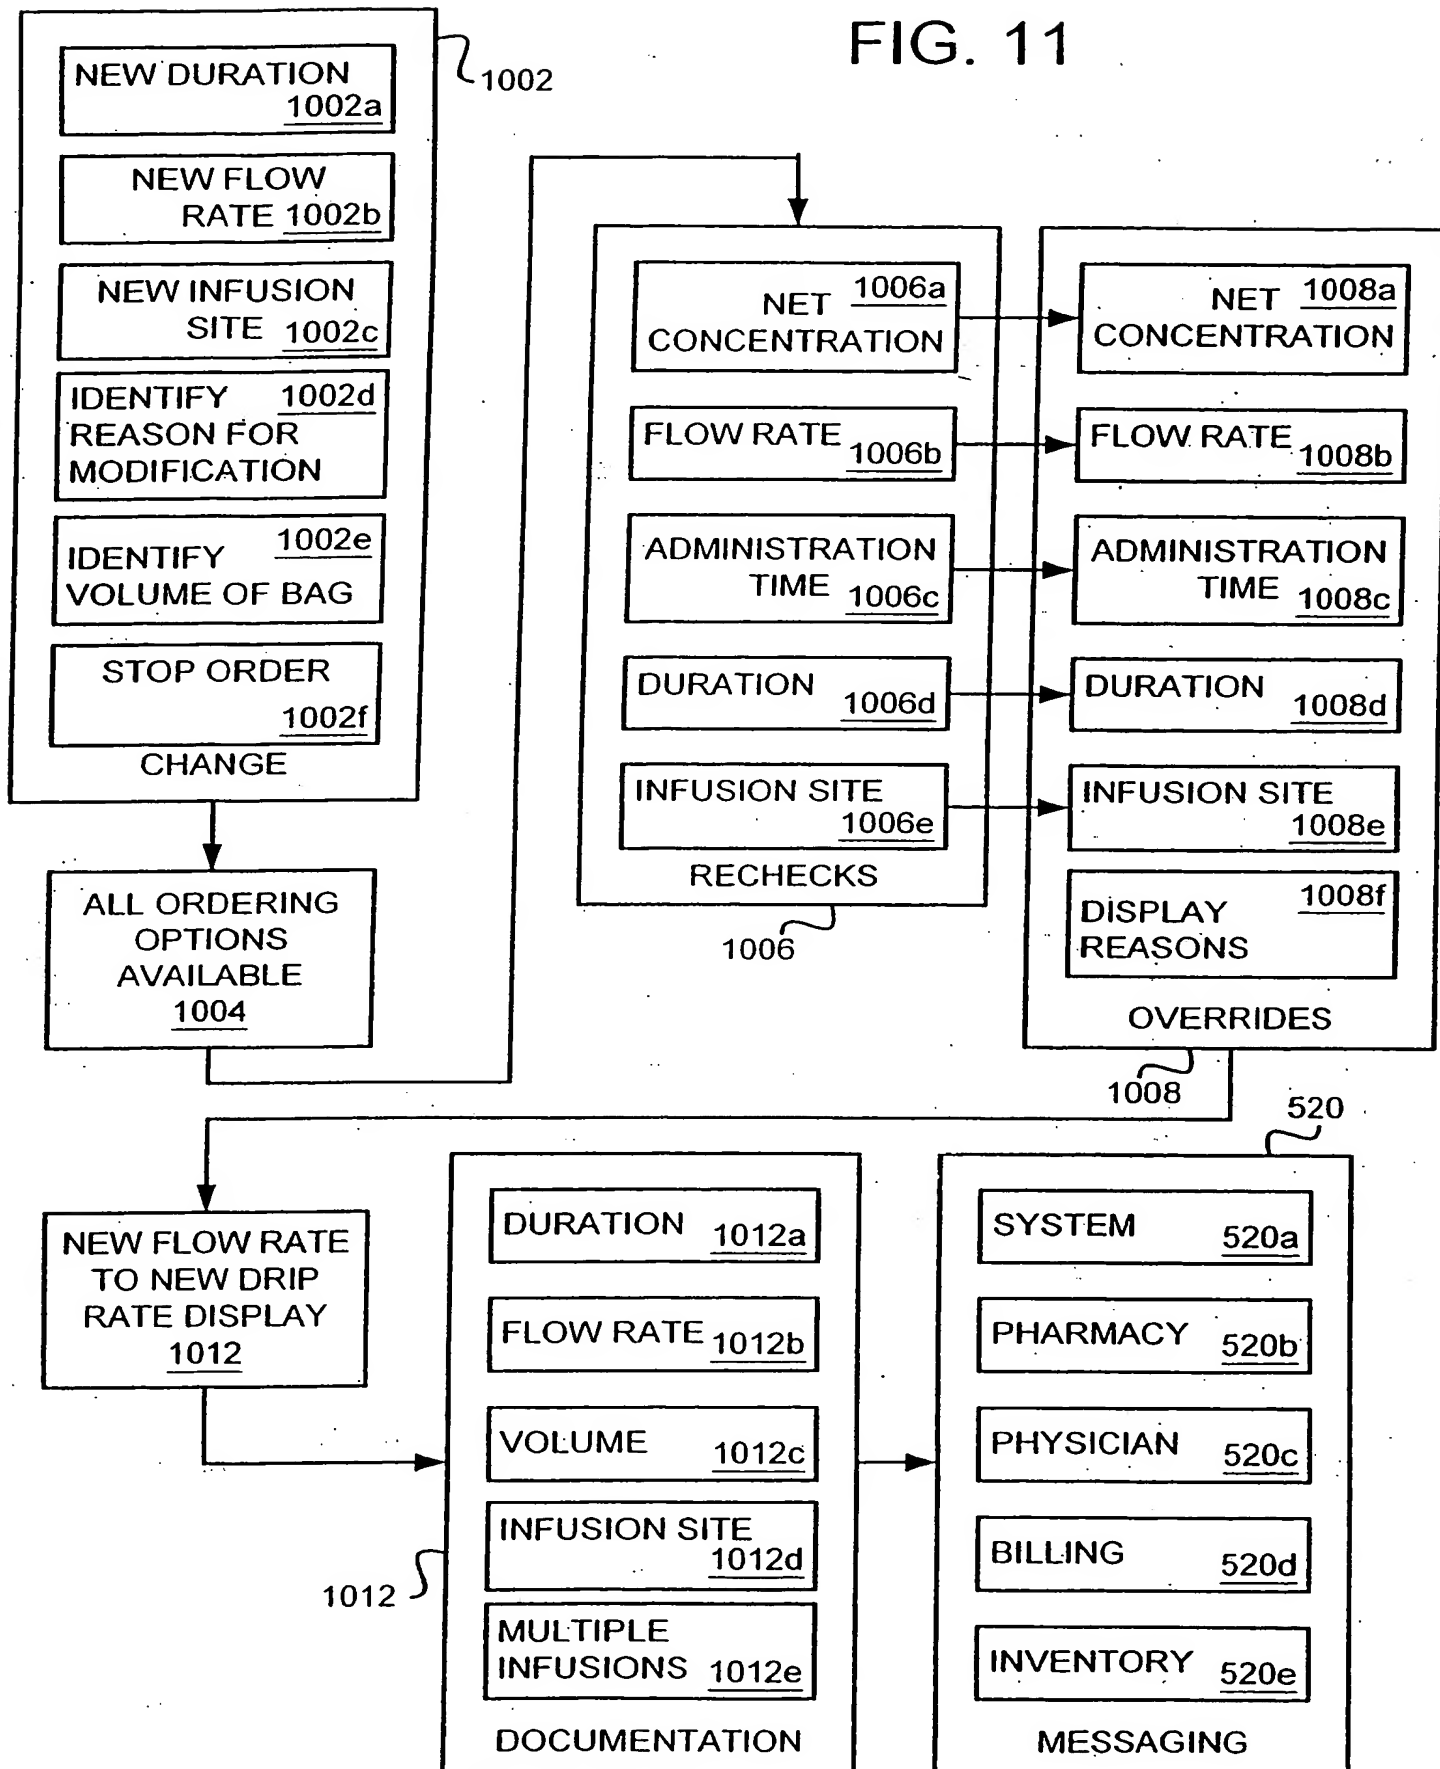 FIG. 11
1002
NEW DURATION
1002a
NEW FLOW
RATE 1002b
NEW INFUSION
SITE 1002c
IDENTIFY 1002d
REASON FOR
MODIFICATION
1002e
IDENTIFY
VOLUME OF BAG
STOP ORDER
1002f
CHANGE
ALL ORDERING
OPTIONS
AVAILABLE
1004
1006a
NET
CONCENTRATION
FLOW RATE 1006b
ADMINISTRATION
TIME 1006c
DURATION 1006d
INFUSION SITE
1006e
RECHECKS
1006
1008a
NET
CONCENTRATION
FLOW RATE 1008b
ADMINISTRATION
TIME 1008c
DURATION 1008d
INFUSION SITE
1008e
1008f
DISPLAY
REASONS
OVERRIDES
1008
NEW FLOW RATE
TO NEW DRIP
RATE DISPLAY
1012
DURATION 1012a
FLOW RATE 1012b
VOLUME 1012c
INFUSION SITE
1012d
MULTIPLE
INFUSIONS 1012e
DOCUMENTATION
1012
520
SYSTEM 520a
PHARMACY 520b
PHYSICIAN 520c
BILLING 520d
INVENTORY 520e
MESSAGING